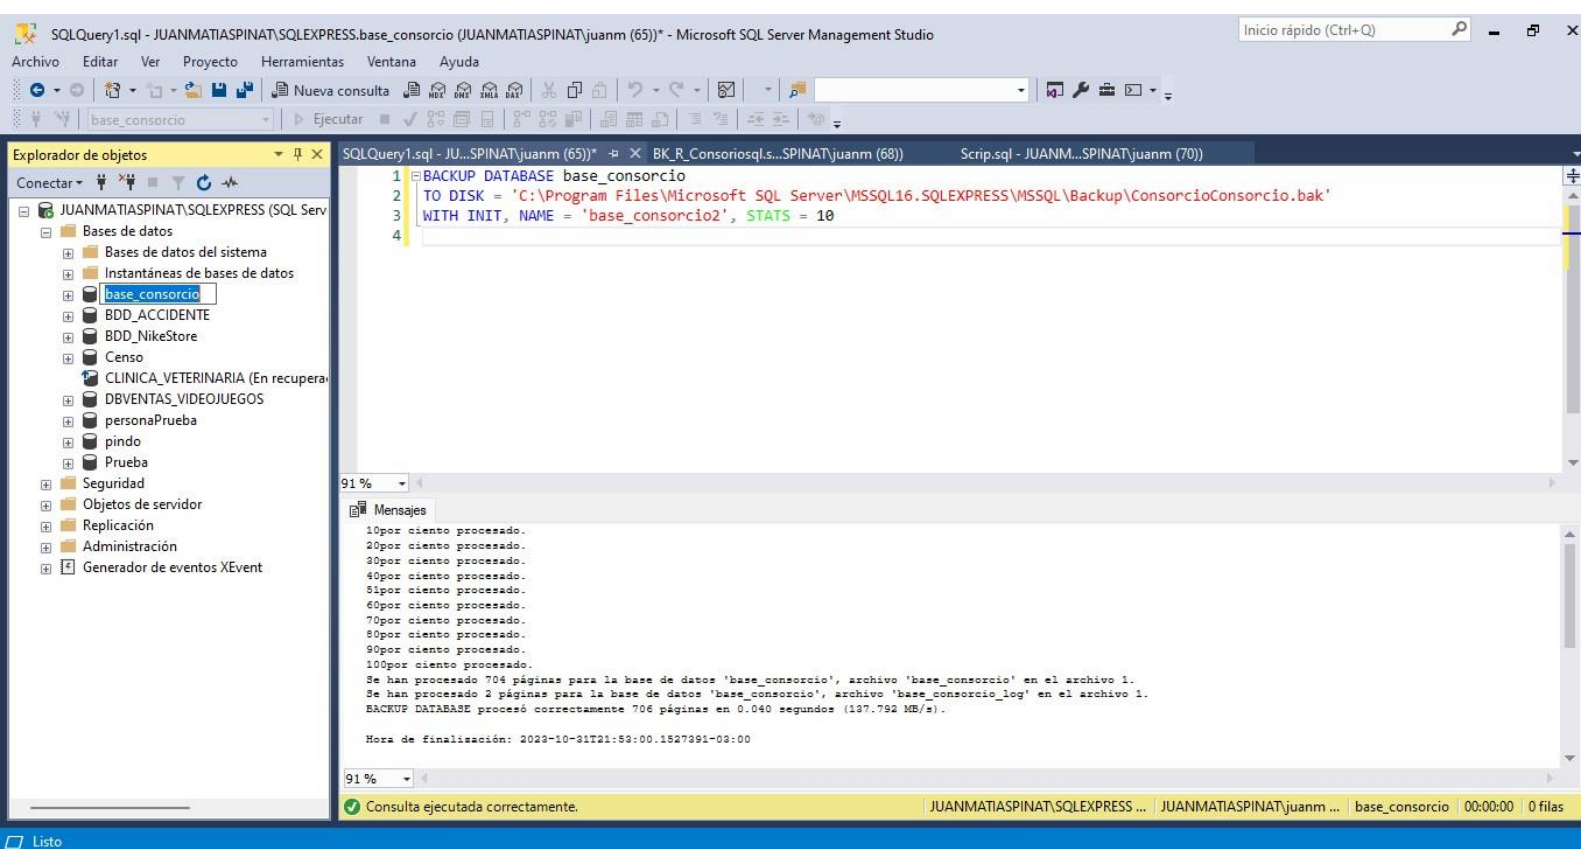 SQLQuery1.sql - JUANMATIASPINAT\SQLEXPRESS.base_consorcio (JUANMATIASPINAT\juanm (65))* - Microsoft SQL Server Management Studio
Inicio rápido (Ctrl+Q)
Archivo Editar Ver Proyecto Herramientas Ventana Ayuda
Nueva consulta MDX DMX XMLA DAX
base_consorcio Ejecutar
Explorador de objetos
Conectar
JUANMATIASPINAT\SQLEXPRESS (SQL Serv
Bases de datos
Bases de datos del sistema
Instantáneas de bases de datos
base_consorcio
BDD_ACCIDENTE
BDD_NikeStore
Censo
CLINICA_VETERINARIA (En recupera
DBVENTAS_VIDEOJUEGOS
personaPrueba
pindo
Prueba
Seguridad
Objetos de servidor
Replicación
Administración
Generador de eventos XEvent
SQLQuery1.sql - JU...SPINAT\juanm (65))* BK_R_Consoriosql.s...SPINAT\juanm (68)) Scrip.sql - JUANM...SPINAT\juanm (70))
1 BACKUP DATABASE base_consorcio
2 TO DISK = 'C:\Program Files\Microsoft SQL Server\MSSQL16.SQLEXPRESS\MSSQL\Backup\ConsorcioConsorcio.bak'
3 WITH INIT, NAME = 'base_consorcio2', STATS = 10
4
91 %
Mensajes
10por ciento procesado.
20por ciento procesado.
30por ciento procesado.
40por ciento procesado.
51por ciento procesado.
60por ciento procesado.
70por ciento procesado.
80por ciento procesado.
90por ciento procesado.
100por ciento procesado.
Se han procesado 704 páginas para la base de datos 'base_consorcio', archivo 'base_consorcio' en el archivo 1.
Se han procesado 2 páginas para la base de datos 'base_consorcio', archivo 'base_consorcio_log' en el archivo 1.
BACKUP DATABASE procesó correctamente 706 páginas en 0.040 segundos (137.792 MB/s).
Hora de finalización: 2023-10-31T21:53:00.1527391-03:00
91 %
Consulta ejecutada correctamente. JUANMATIASPINAT\SQLEXPRESS ... JUANMATIASPINAT\juanm ... base_consorcio 00:00:00 0 filas
Listo